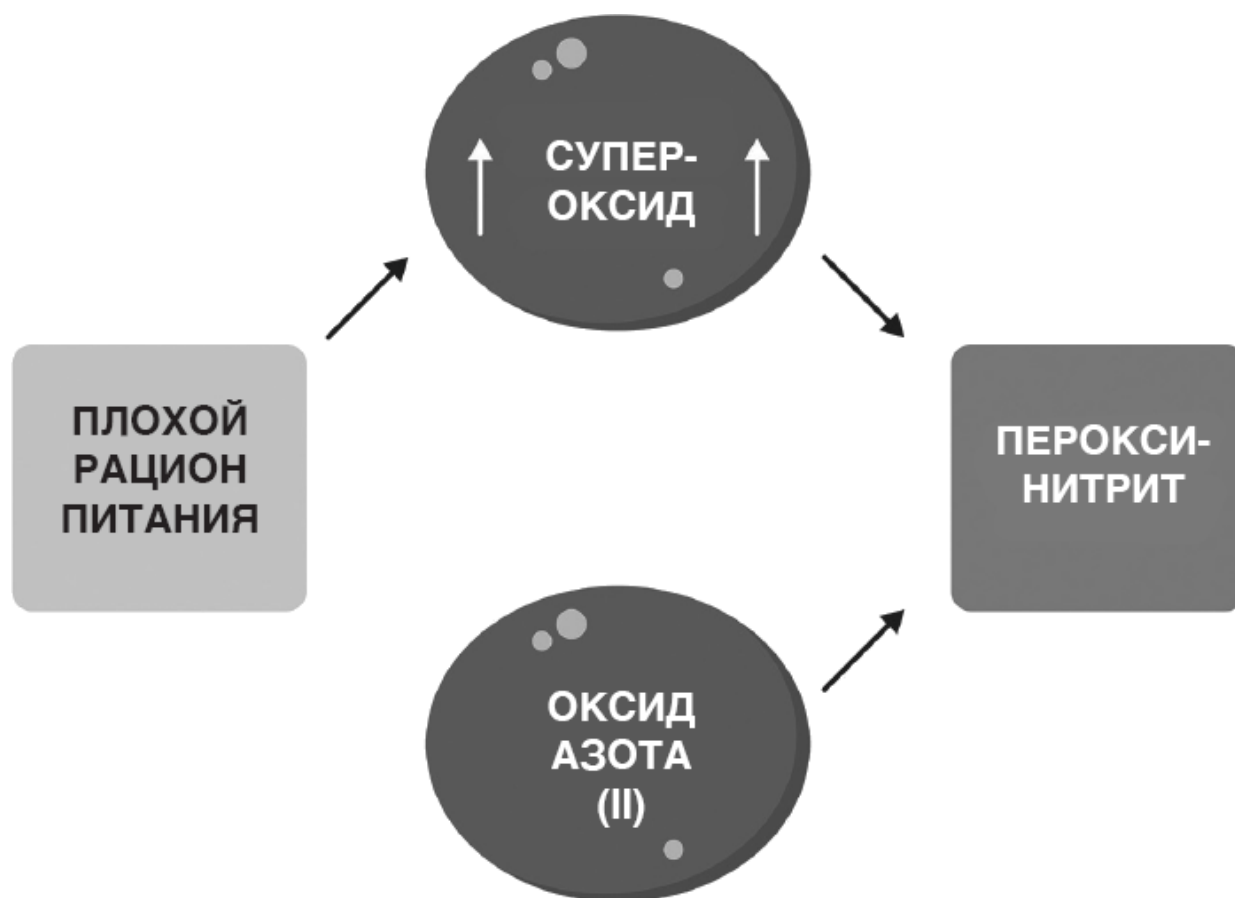 СУПЕР-
ОКСИД
ПЛОХОЙ
РАЦИОН
ПИТАНИЯ
ПЕРОКСИ-
НИТРИТ
ОКСИД
АЗОТА
(II)